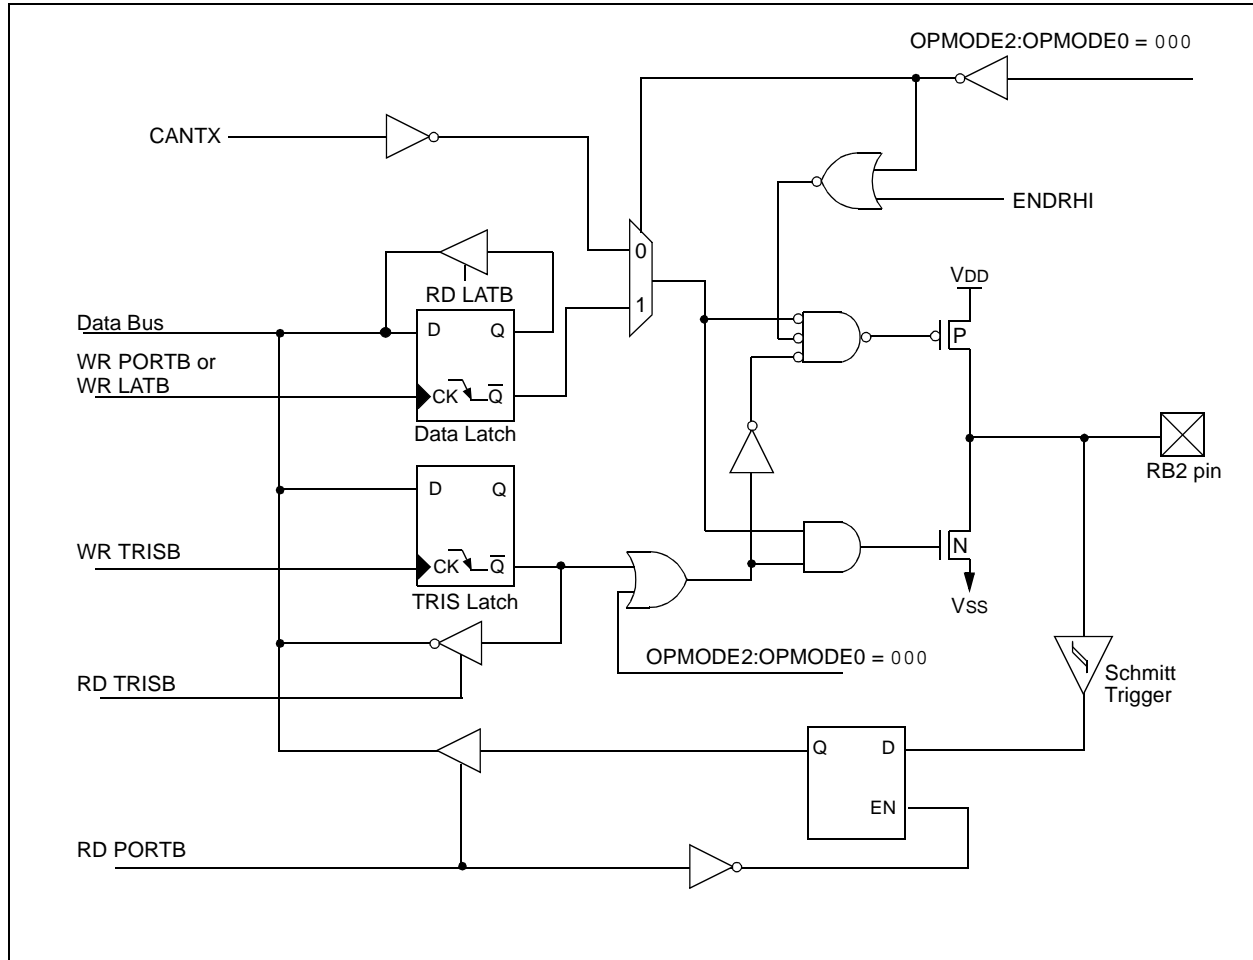 OPMODE2:OPMODE0 = 000
CANTX
ENDRHI
0
VDD
RD LATB
1
Data Bus
D
Q
P
WR PORTB or
WR LATB
CK
Q
Data Latch
RB2 pin
D
Q
WR TRISB
N
CK
Q
TRIS Latch
VSS
OPMODE2:OPMODE0 = 000
Schmitt
Trigger
RD TRISB
Q
D
EN
RD PORTB